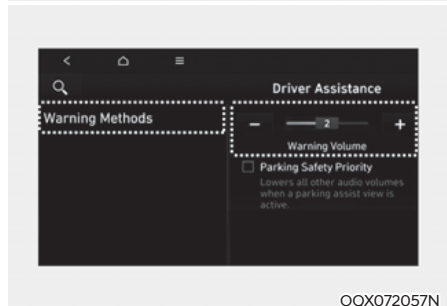 Driver Assistance
Warning Methods
− 2 +
Warning Volume
Parking Safety Priority
Lowers all other audio volumes
when a parking assist view is
active.
OOX072057N